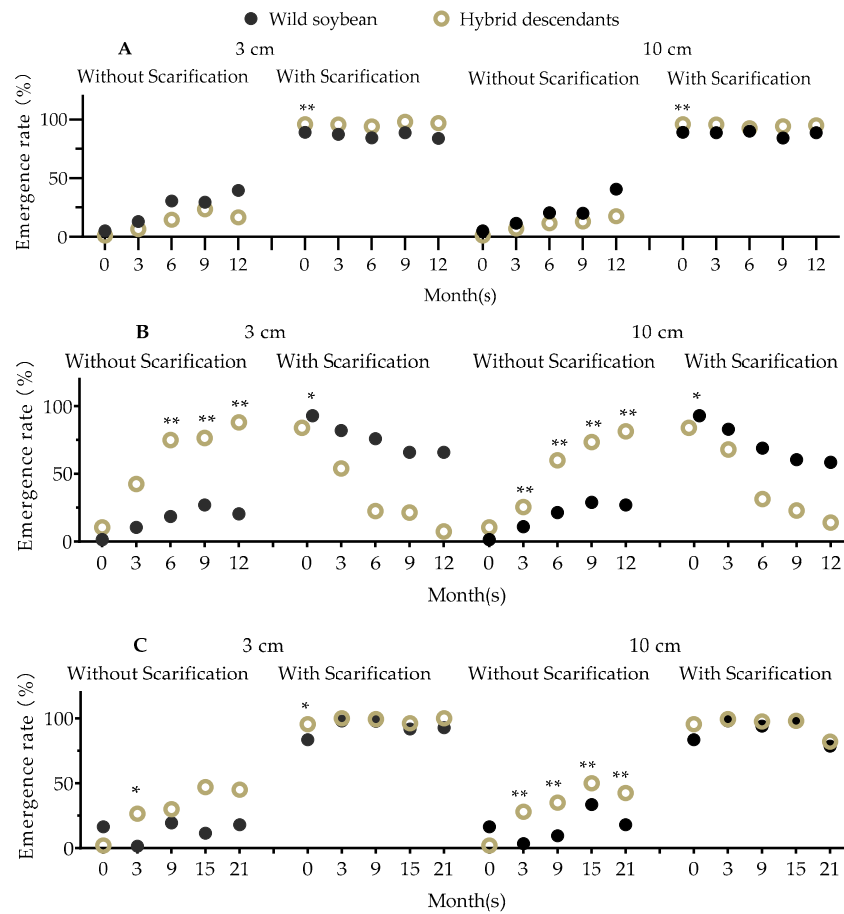 Wild soybean Hybrid descendants
A 3 cm 10 cm
Without Scarification With Scarification Without Scarification With Scarification
Emergence rate (%)
** **
100
50
0
0 3 6 9 12 0 3 6 9 12 0 3 6 9 12 0 3 6 9 12
Month(s)
B 3 cm 10 cm
Without Scarification With Scarification Without Scarification With Scarification
Emergence rate (%)
** ** ** * ** ** ** ** *
100
50
0
0 3 6 9 12 0 3 6 9 12 0 3 6 9 12 0 3 6 9 12
Month(s)
C 3 cm 10 cm
Without Scarification With Scarification Without Scarification With Scarification
Emergence rate (%)
* * ** ** ** **
100
50
0
0 3 9 15 21 0 3 9 15 21 0 3 9 15 21 0 3 9 15 21
Month(s)